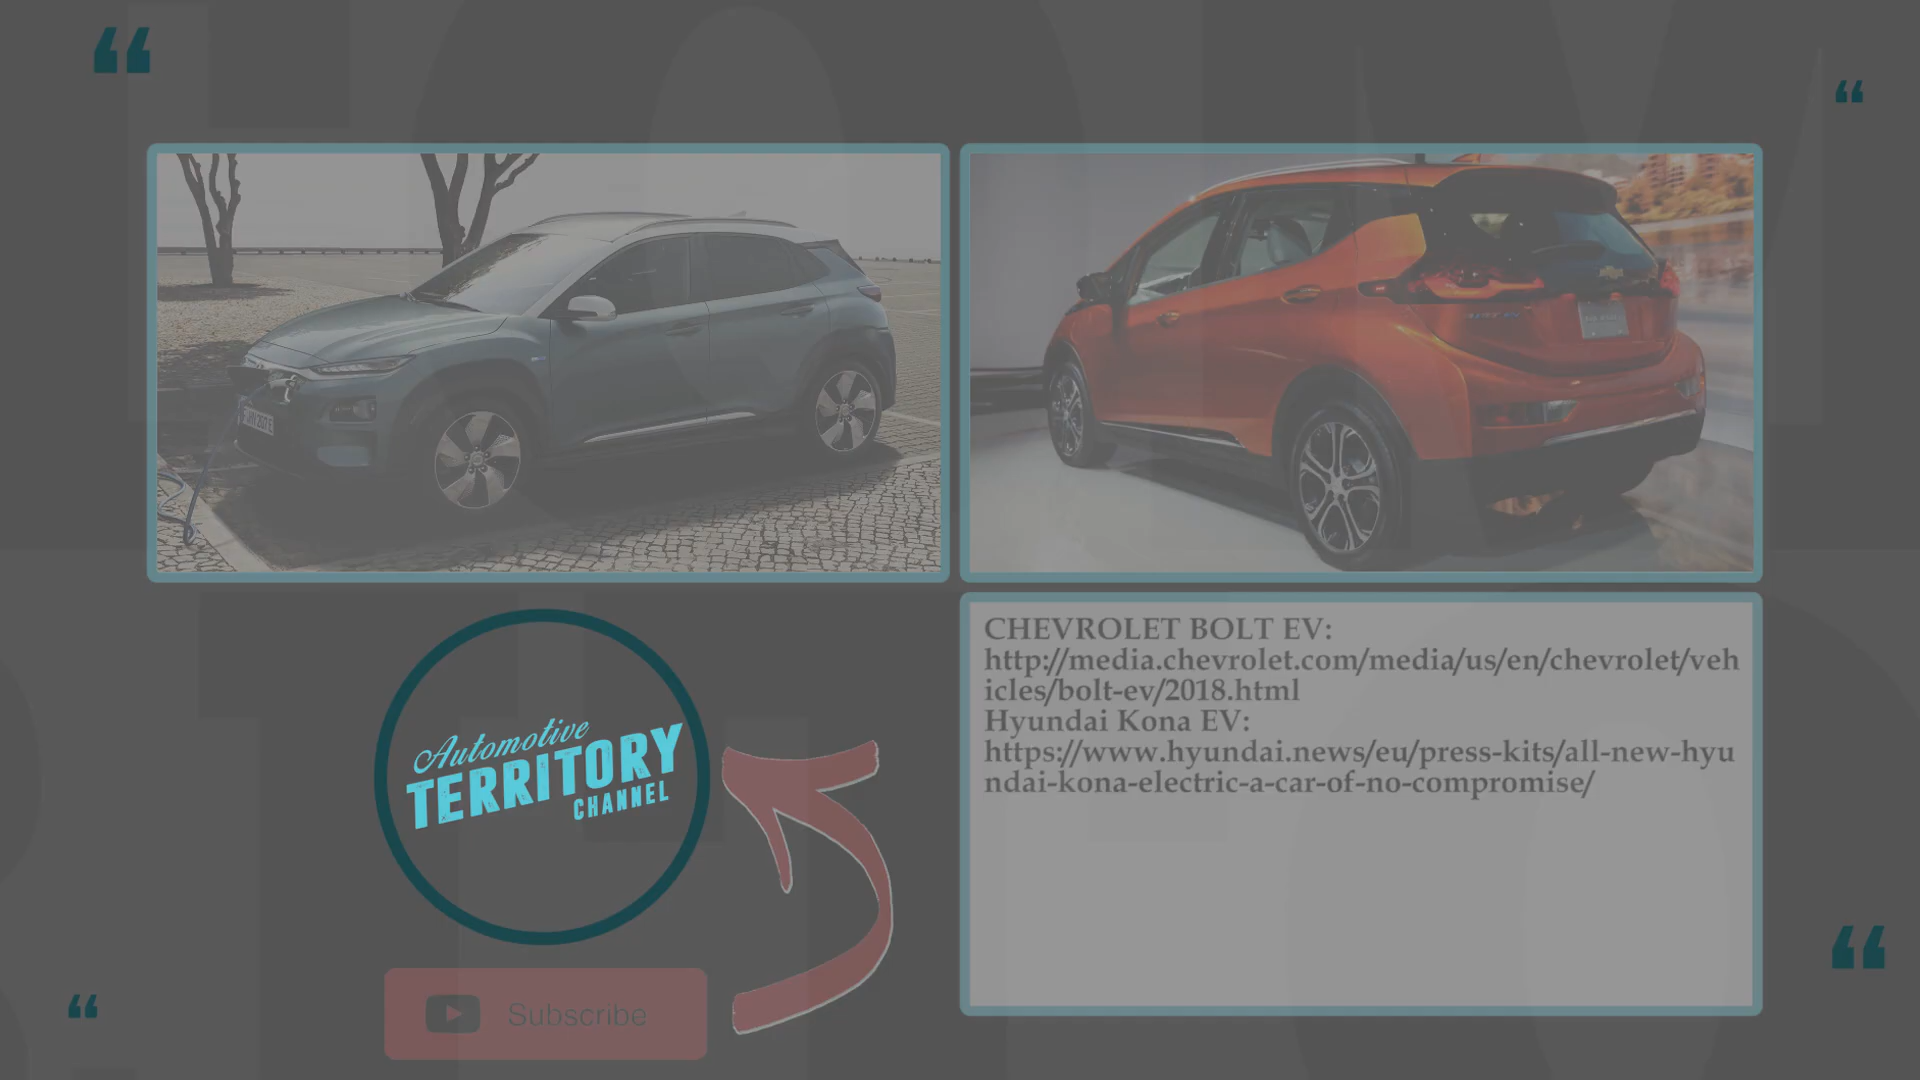 CHEVROLET BOLT EV:
http://media.chevrolet.com/media/us/en/chevrolet/veh
icles/bolt-ev/2018.html
Hyundai Kona EV:
https://www.hyundai.news/eu/press-kits/all-new-hyu
ndai-kona-electric-a-car-of-no-compromise/
Automotive
TERRITORY
CHANNEL
Subscribe